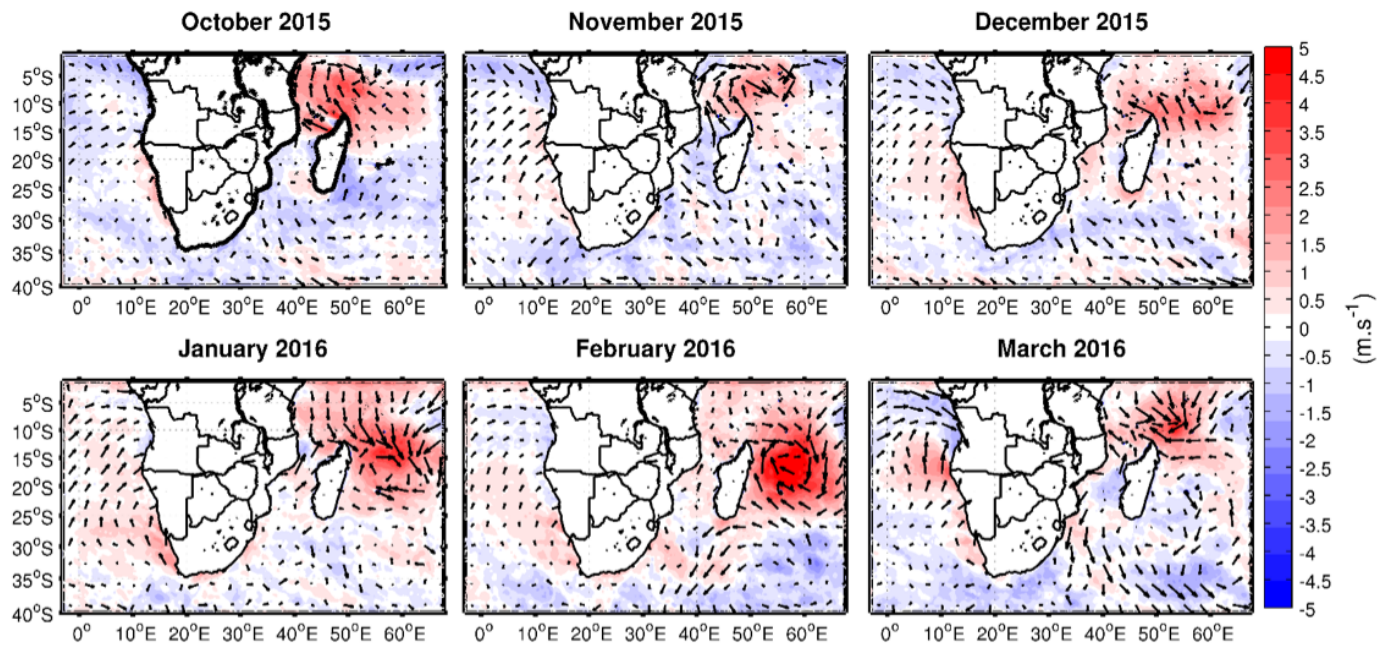 October 2015
November 2015
December 2015
5°S
10°S
15°S
20°S
25°S
30°S
35°S
40°S
0°
10°E
20°E
30°E
40°E
50°E
60°E
0°
10°E
20°E
30°E
40°E
50°E
60°E
0°
10°E
20°E
30°E
40°E
50°E
60°E
January 2016
February 2016
March 2016
5°S
10°S
15°S
20°S
25°S
30°S
35°S
40°S
0°
10°E
20°E
30°E
40°E
50°E
60°E
0°
10°E
20°E
30°E
40°E
50°E
60°E
0°
10°E
20°E
30°E
40°E
50°E
60°E
5
4.5
4
3.5
3
2.5
2
1.5
1
0.5
0
-0.5
-1
-1.5
-2
-2.5
-3
-3.5
-4
-4.5
-5
(m.s⁻¹)